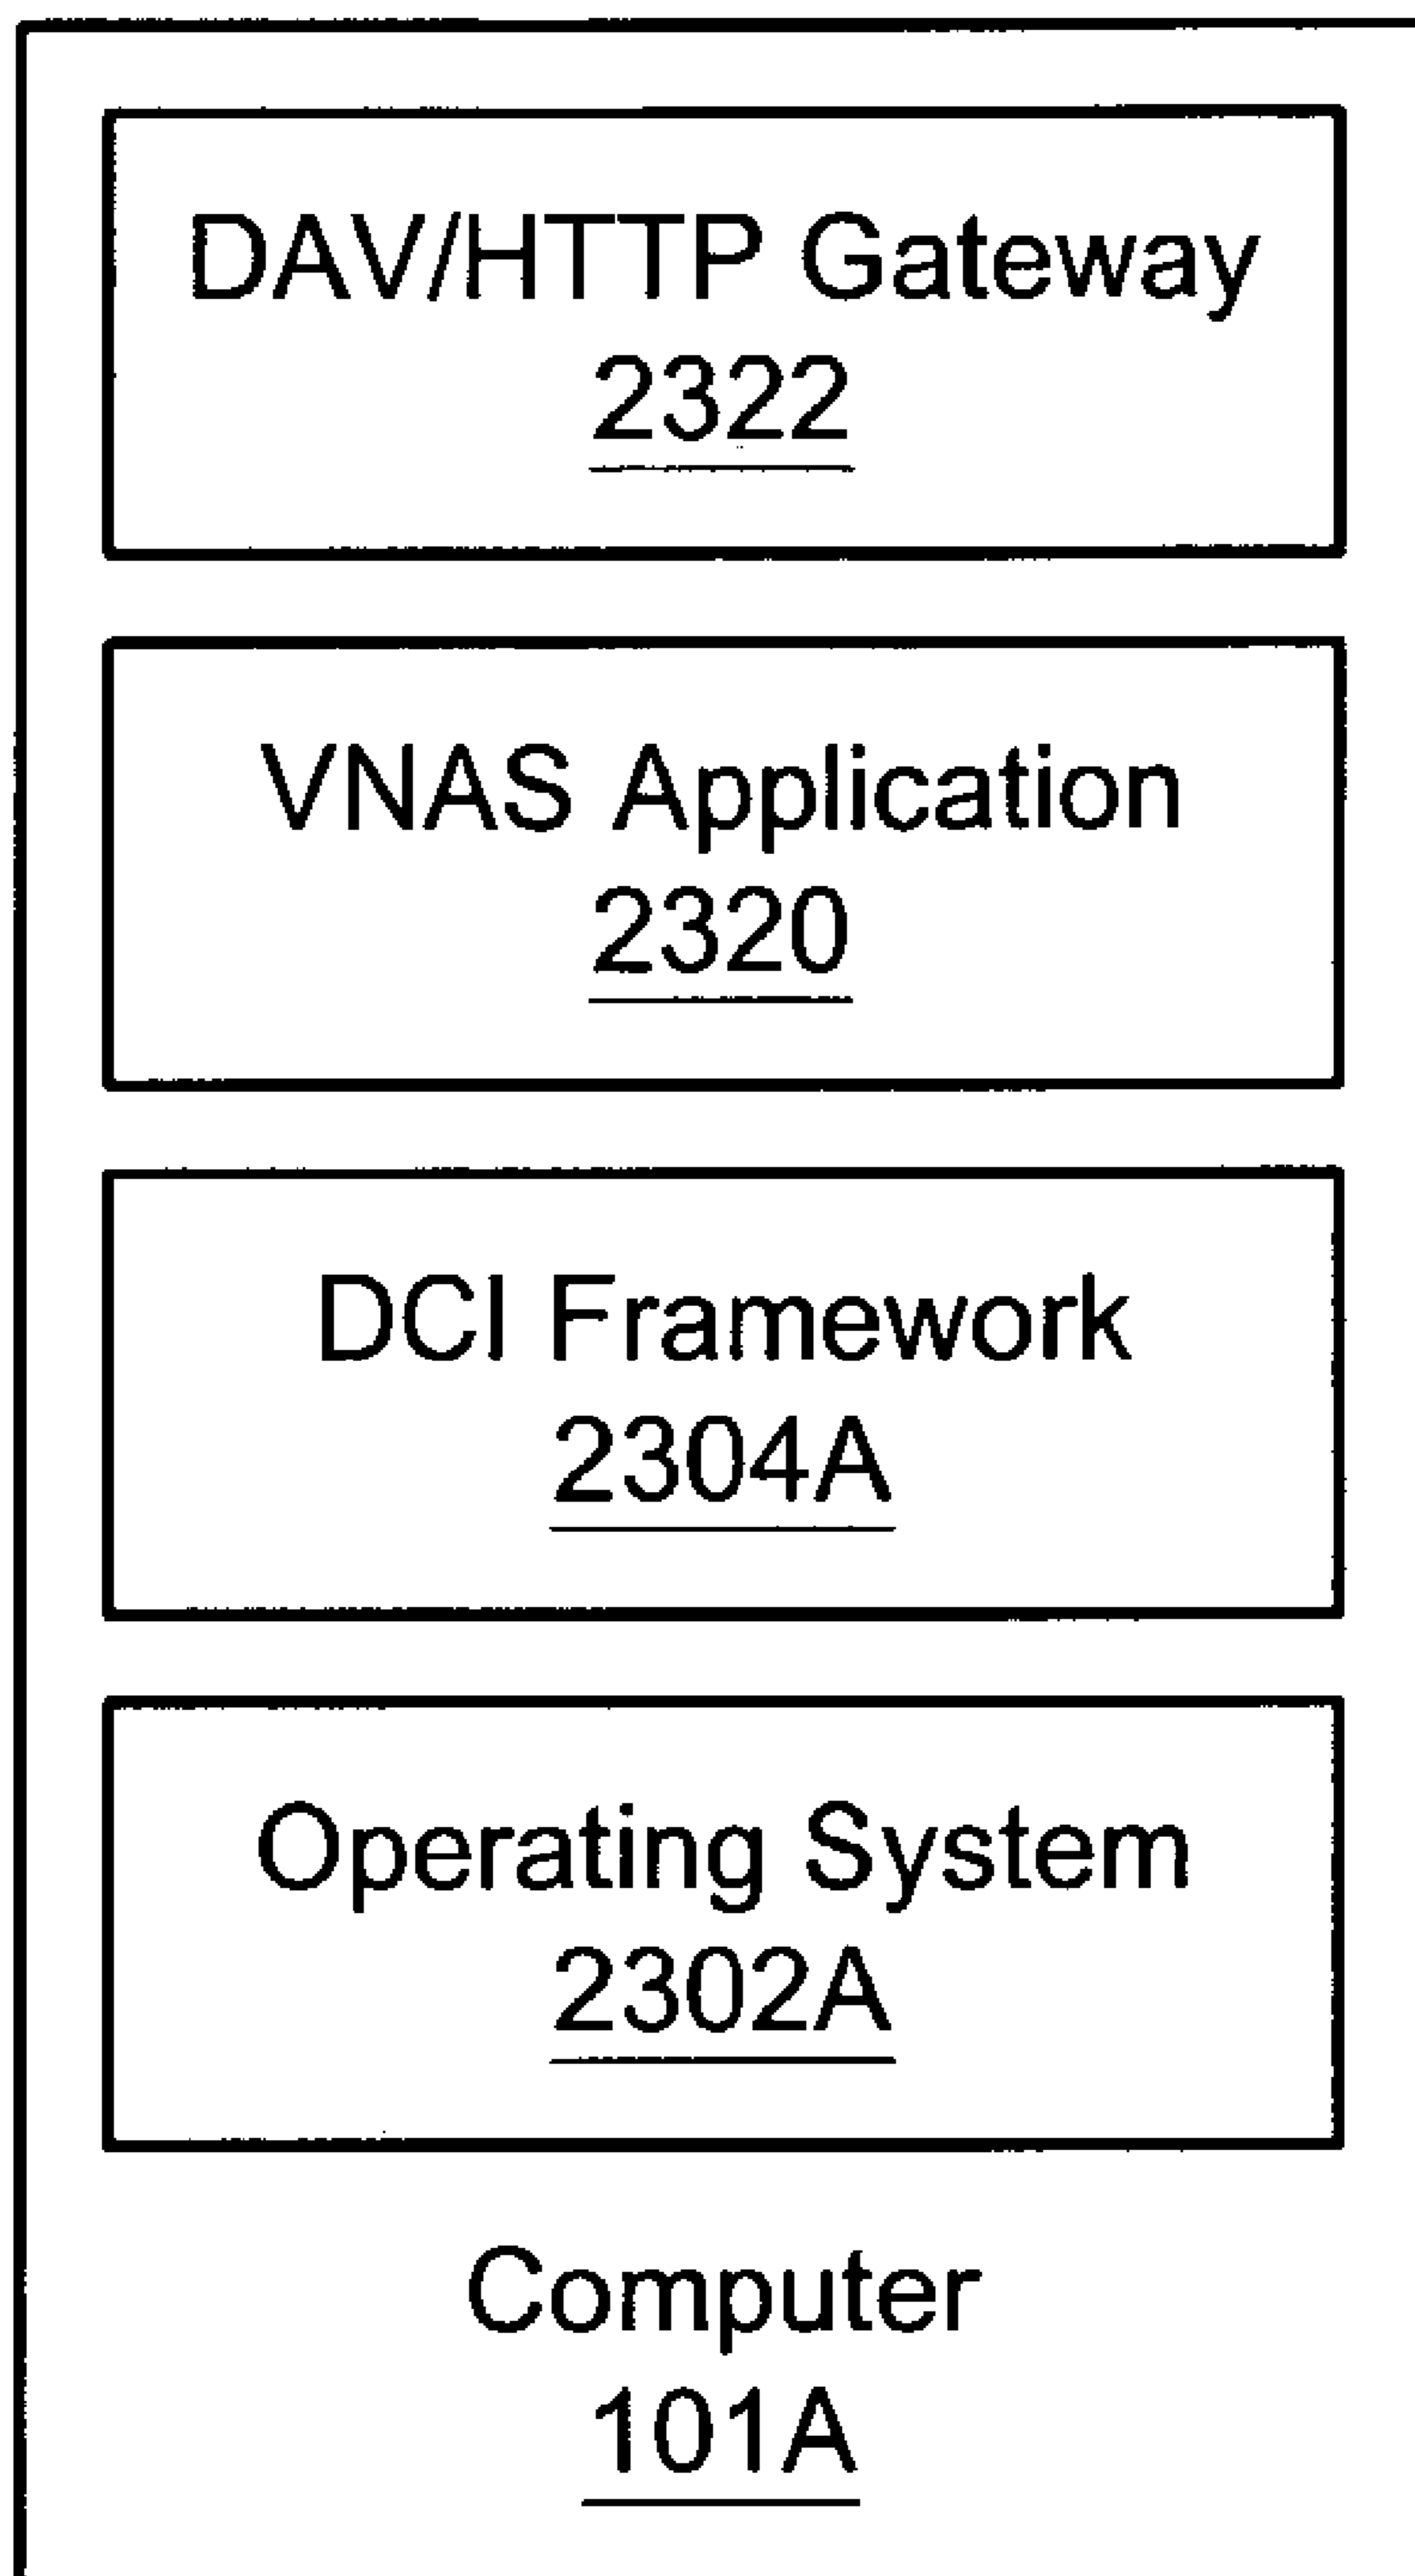 DAV/HTTP Gateway
2322
VNAS Application
2320
DCI Framework
2304A
Operating System
2302A
Computer
101A